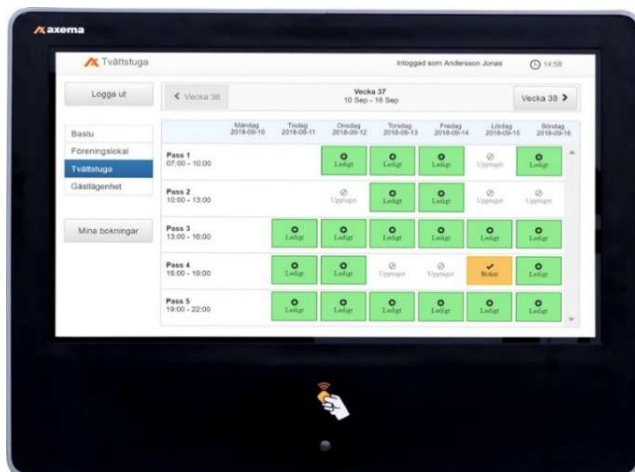 axema
Tvättstuga
Inloggad som Andersson Jonas
14:58
Logga ut
Vecka 36
Vecka 37
10 Sep - 16 Sep
Vecka 38
Bastu
Föreningslokal
Tvättstuga
Gästlägenhet
Mina bokningar
Måndag Tisdag Onsdag Torsdag Fredag Lördag Söndag
2018-09-10 2018-09-11 2018-09-12 2018-09-13 2018-09-14 2018-09-15 2018-09-16
Pass 1
07:00 - 10:00
Ledigt Ledigt Ledigt Upptaget Ledigt
Pass 2
10:00 - 13:00
Upptaget Ledigt Ledigt Upptaget Upptaget
Pass 3
13:00 - 16:00
Ledigt Ledigt Ledigt Ledigt Ledigt Ledigt
Pass 4
16:00 - 19:00
Ledigt Ledigt Upptaget Upptaget Bokat Ledigt
Pass 5
19:00 - 22:00
Ledigt Ledigt Ledigt Ledigt Ledigt Ledigt